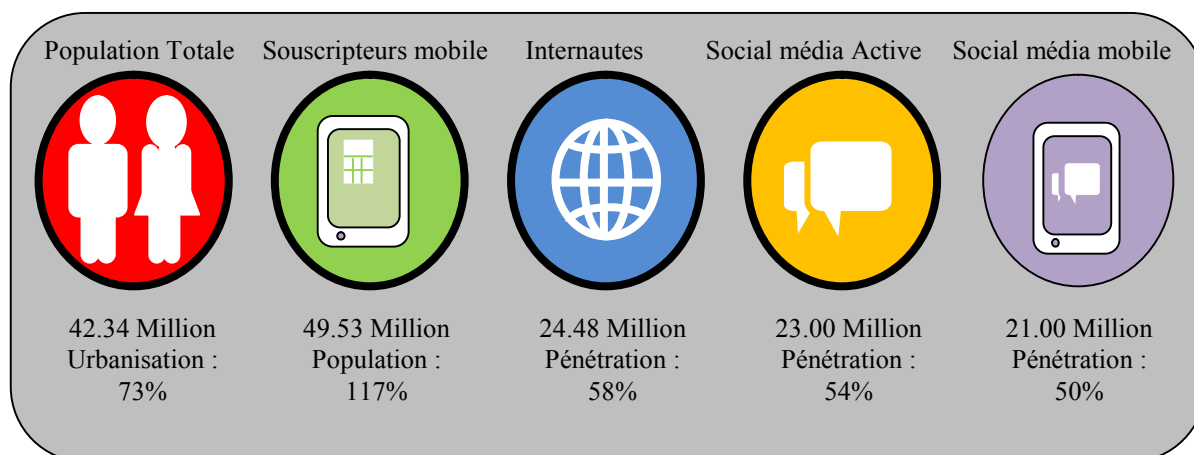 Population Totale
Souscripteurs mobile
Internautes
Social média Active
Social média mobile
42.34 Million
Urbanisation :
73%
49.53 Million
Population :
117%
24.48 Million
Pénétration :
58%
23.00 Million
Pénétration :
54%
21.00 Million
Pénétration :
50%